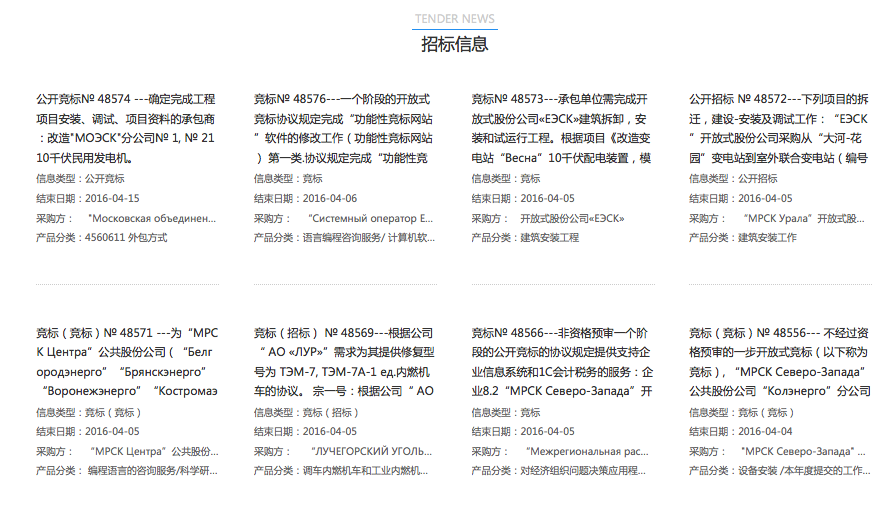 TENDER NEWS
招标信息
公开竞标№ 48574 ---确定完成工程
项目安装、调试、项目资料的承包商
：改造"МОЭСК"分公司№ 1, № 21
10千伏民用发电机。
信息类型：公开竞标
结束日期：2016-04-15
采购方： "Московская объединен...
产品分类：4560611 外包方式
竞标№ 48576---一个阶段的开放式
竞标协议规定完成“功能性竞标网站
”软件的修改工作（功能性竞标网站
）第一类.协议规定完成“功能性竞
信息类型：竞标
结束日期：2016-04-06
采购方： “Системный оператор Е...
产品分类：语言编程咨询服务/ 计算机软...
竞标№ 48573---承包单位需完成开
放式股份公司«ЕЭСК»建筑拆卸，安
装和试运行工程。根据项目《改造变
电站“Весна”10千伏配电装置，模
信息类型：竞标
结束日期：2016-04-05
采购方： 开放式股份公司«ЕЭСК»
产品分类：建筑安装工程
公开招标 № 48572---下列项目的拆
迁，建设-安装及调试工作：“ЕЭСК
”开放式股份公司采购从“大河-花
园”变电站到室外联合变电站（编号
信息类型：公开招标
结束日期：2016-04-05
采购方： “МРСК Урала”开放式股...
产品分类：建筑安装工作
竞标（竞标）№ 48571 ---为“МРС
К Центра”公共股份公司（ “Белг
ородэнерго” “Брянскэнерго”
“Воронежэнерго” “Костромаэ
信息类型：竞标（竞标）
结束日期：2016-04-05
采购方： “МРСК Центра”公共股份...
产品分类： 编程语言的咨询服务/科学研...
竞标（招标） № 48569---根据公司
“ АО «ЛУР»”需求为其提供修复型
号为 ТЭМ-7, ТЭМ-7А-1 ед.内燃机
车的协议。 宗一号：根据公司“ АО
信息类型：竞标（招标）
结束日期：2016-04-05
采购方： “ЛУЧЕГОРСКИЙ УГОЛЬ...
产品分类：调车内燃机车和工业内燃机...
竞标№ 48566---非资格预审一个阶
段的公开竞标的协议规定提供支持企
业信息系统和1С会计税务的服务：企
业8.2“МРСК Северо-Запада”开
信息类型：竞标
结束日期：2016-04-05
采购方： “Межрегиональная рас...
产品分类：对经济组织问题决策应用程...
竞标（竞标）№ 48556--- 不经过资
格预审的一步开放式竞标（以下称为
竞标），“МРСК Северо-Запада”
公共股份公司“Колэнерго”分公司
信息类型：竞标（竞标）
结束日期：2016-04-04
采购方： "МРСК Северо-Запада" ...
产品分类：设备安装 /本年度提交的工作...